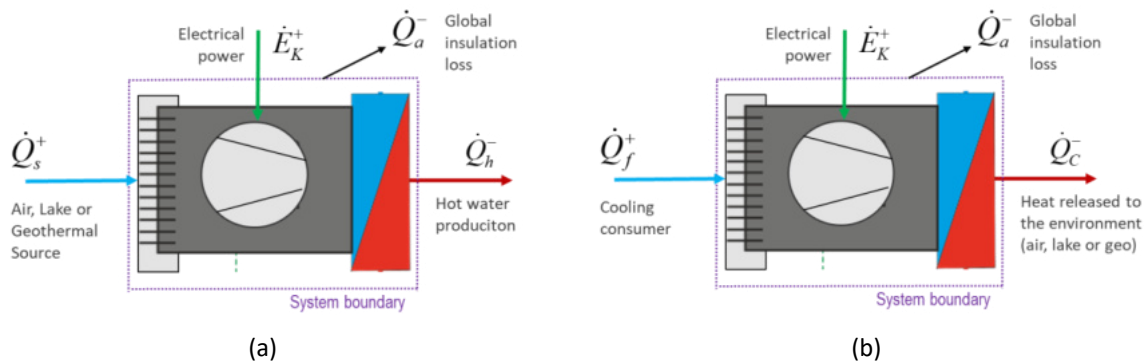 Electrical
power
Ė_K^+
Q̇_a^-
Global
insulation
loss
Q̇_s^+
Q̇_h^-
Air, Lake or
Geothermal
Source
Hot water
produciton
System boundary
(a)
Electrical
power
Ė_K^+
Q̇_a^-
Global
insulation
loss
Q̇_f^+
Q̇_C^-
Cooling
consumer
Heat released to
the environment
(air, lake or geo)
System boundary
(b)